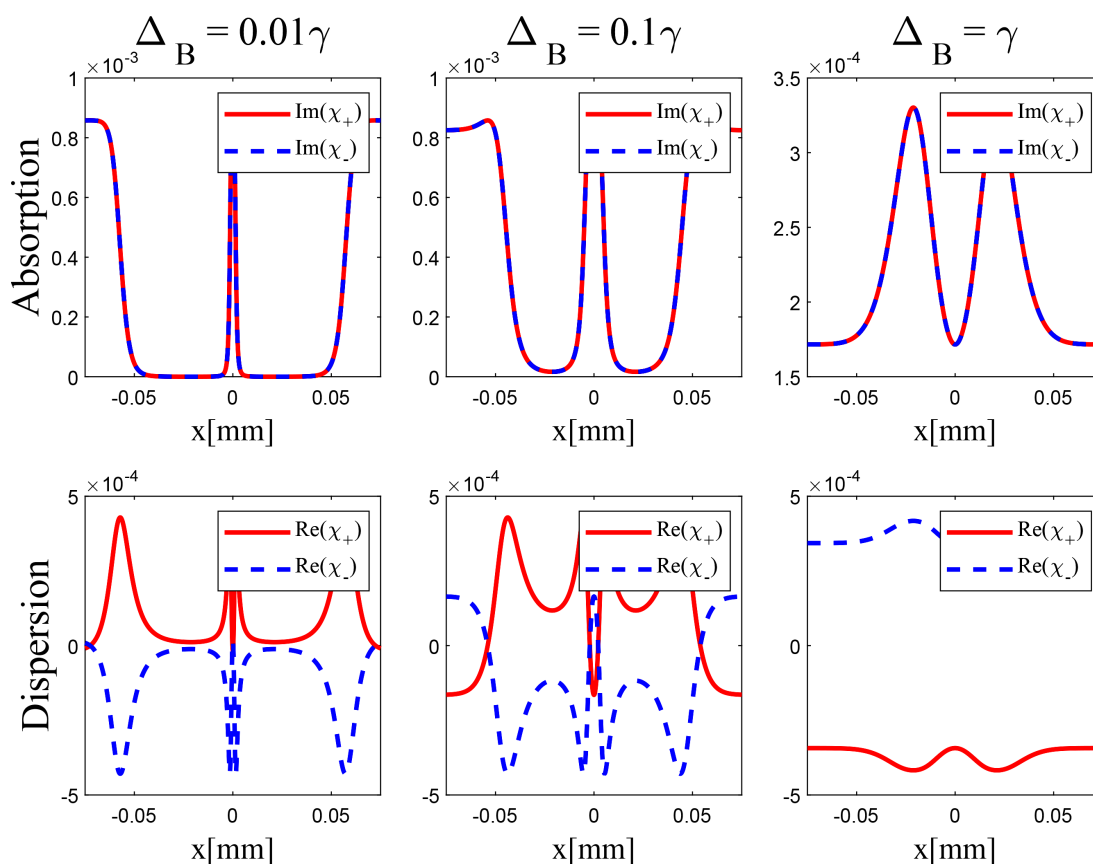 Δ_B = 0.01γ
Δ_B = 0.1γ
Δ_B = γ
Absorption
×10⁻³
1
0.8
0.6
0.4
0.2
0
-0.05 0 0.05
x[mm]
Im(χ₊)
Im(χ₋)
×10⁻³
1
0.8
0.6
0.4
0.2
0
-0.05 0 0.05
x[mm]
Im(χ₊)
Im(χ₋)
×10⁻⁴
3.5
3
2.5
2
1.5
-0.05 0 0.05
x[mm]
Im(χ₊)
Im(χ₋)
Dispersion
×10⁻⁴
5
0
-5
-0.05 0 0.05
x[mm]
Re(χ₊)
Re(χ₋)
×10⁻⁴
5
0
-5
-0.05 0 0.05
x[mm]
Re(χ₊)
Re(χ₋)
×10⁻⁴
5
0
-5
-0.05 0 0.05
x[mm]
Re(χ₊)
Re(χ₋)